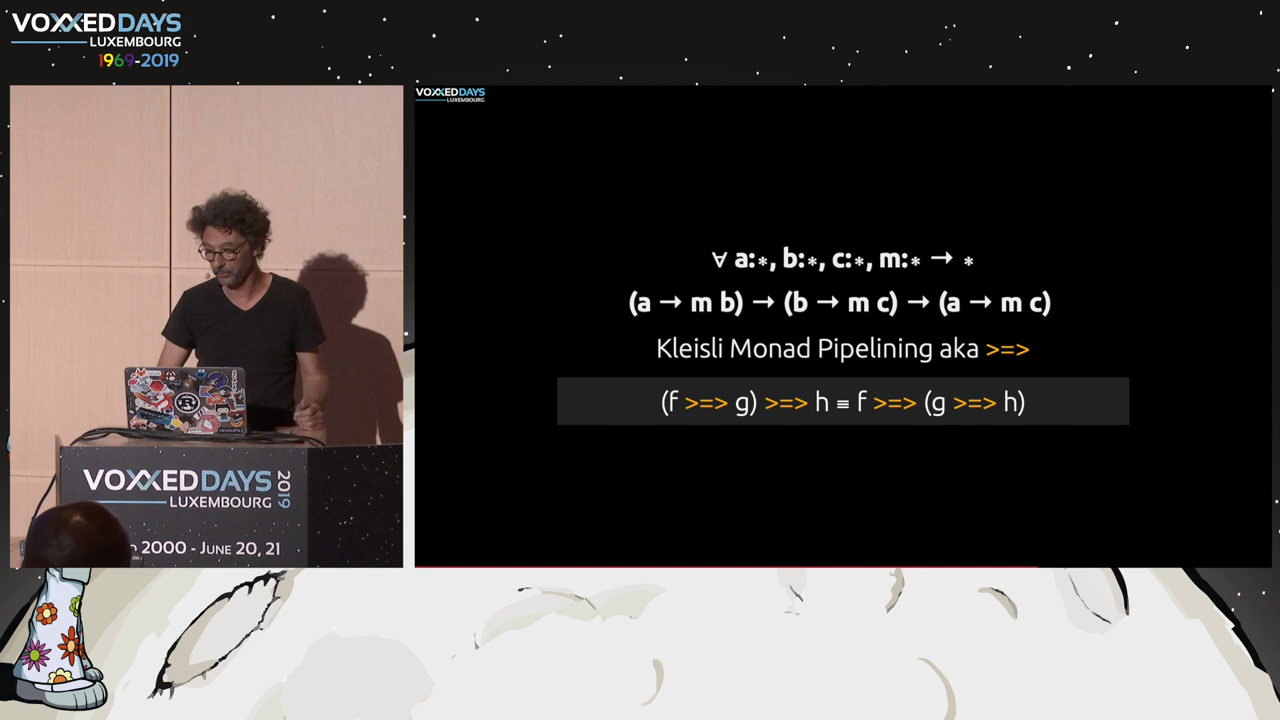 VOXXEDDAYS
LUXEMBOURG
1969-2019
VOXXEDDAYS
LUXEMBOURG
∀ a:*, b:*, c:*, m:* → *
(a → m b) → (b → m c) → (a → m c)
Kleisli Monad Pipelining aka >=>
(f >=> g) >=> h ≡ f >=> (g >=> h)
VOXXEDDAYS
LUXEMBOURG
2019
2000 - JUNE 20, 21